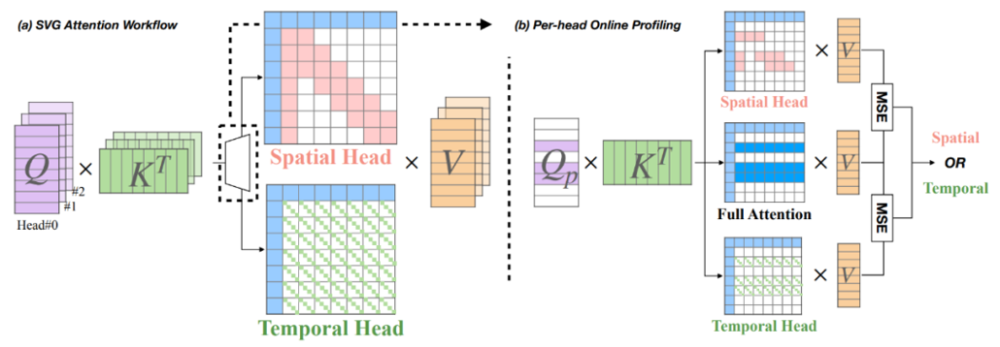 (a) SVG Attention Workflow
Q
×
K^T
#2
#1
Head#0
Spatial Head
Temporal Head
×
V
(b) Per-head Online Profiling
Q_p
×
K^T
× V
Spatial Head
× V
Full Attention
× V
Temporal Head
MSE
MSE
Spatial
OR
Temporal